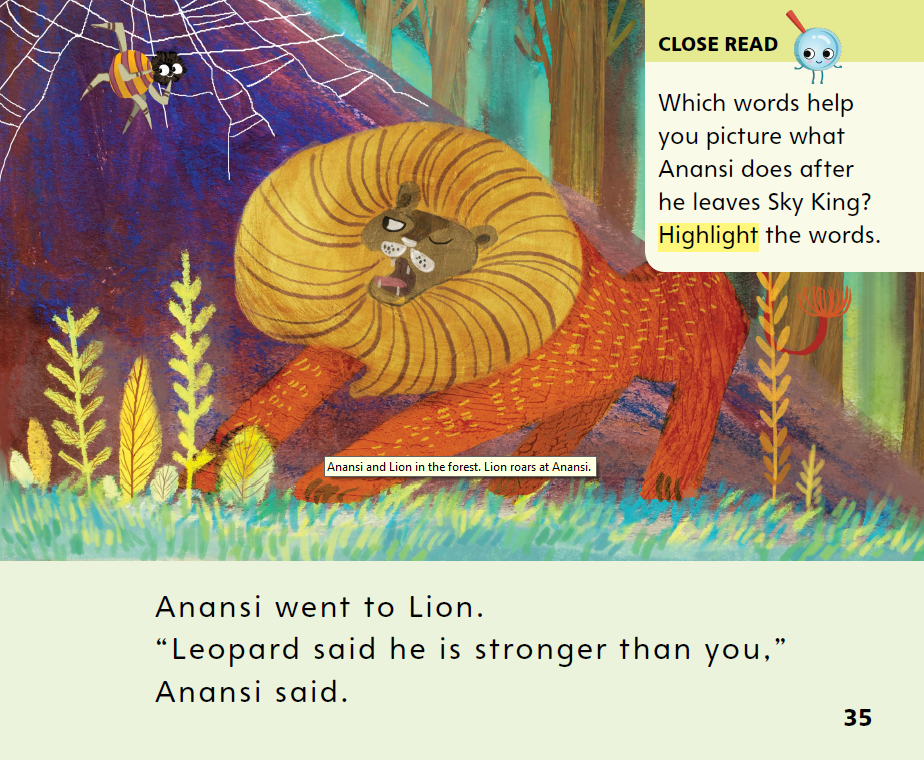 CLOSE READ
Which words help
you picture what
Anansi does after
he leaves Sky King?
Highlight the words.
Anansi and Lion in the forest. Lion roars at Anansi.
Anansi went to Lion.
“Leopard said he is stronger than you,”
Anansi said.
35